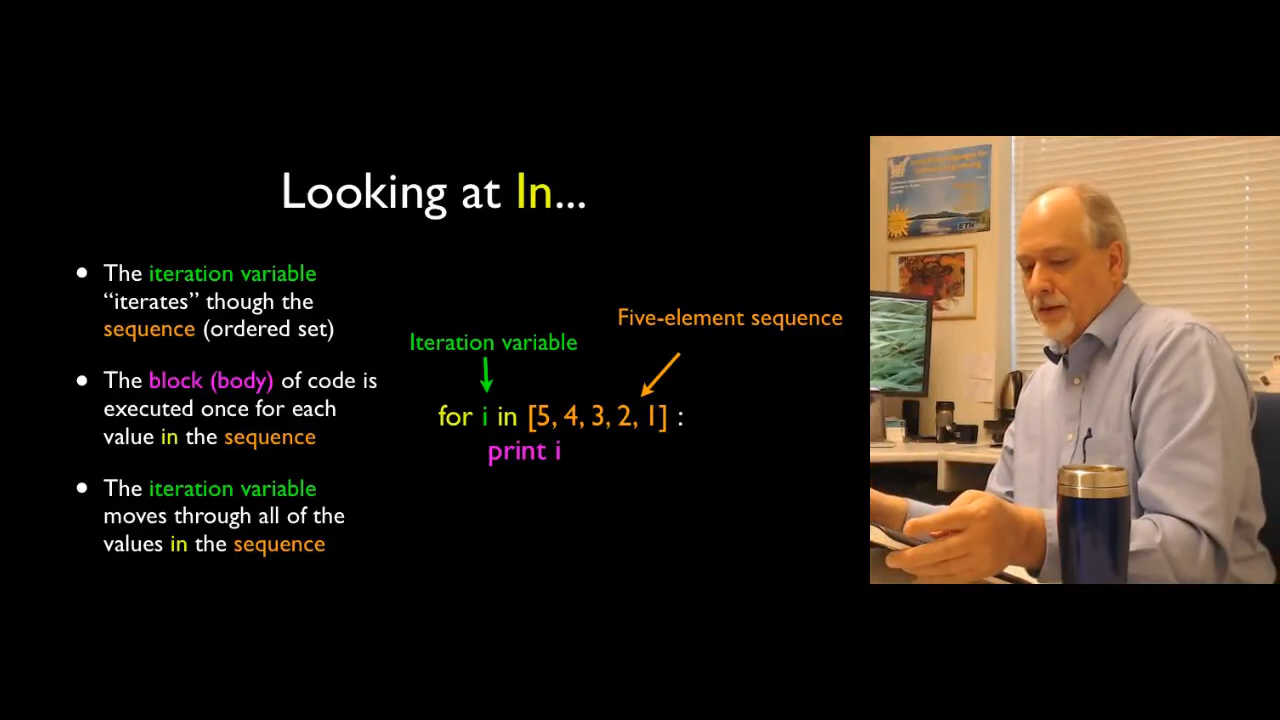 Looking at In...
• The iteration variable
“iterates” though the
sequence (ordered set)
• The block (body) of code is
executed once for each
value in the sequence
• The iteration variable
moves through all of the
values in the sequence
Five-element sequence
Iteration variable
for i in [5, 4, 3, 2, 1] :
print i
ETH